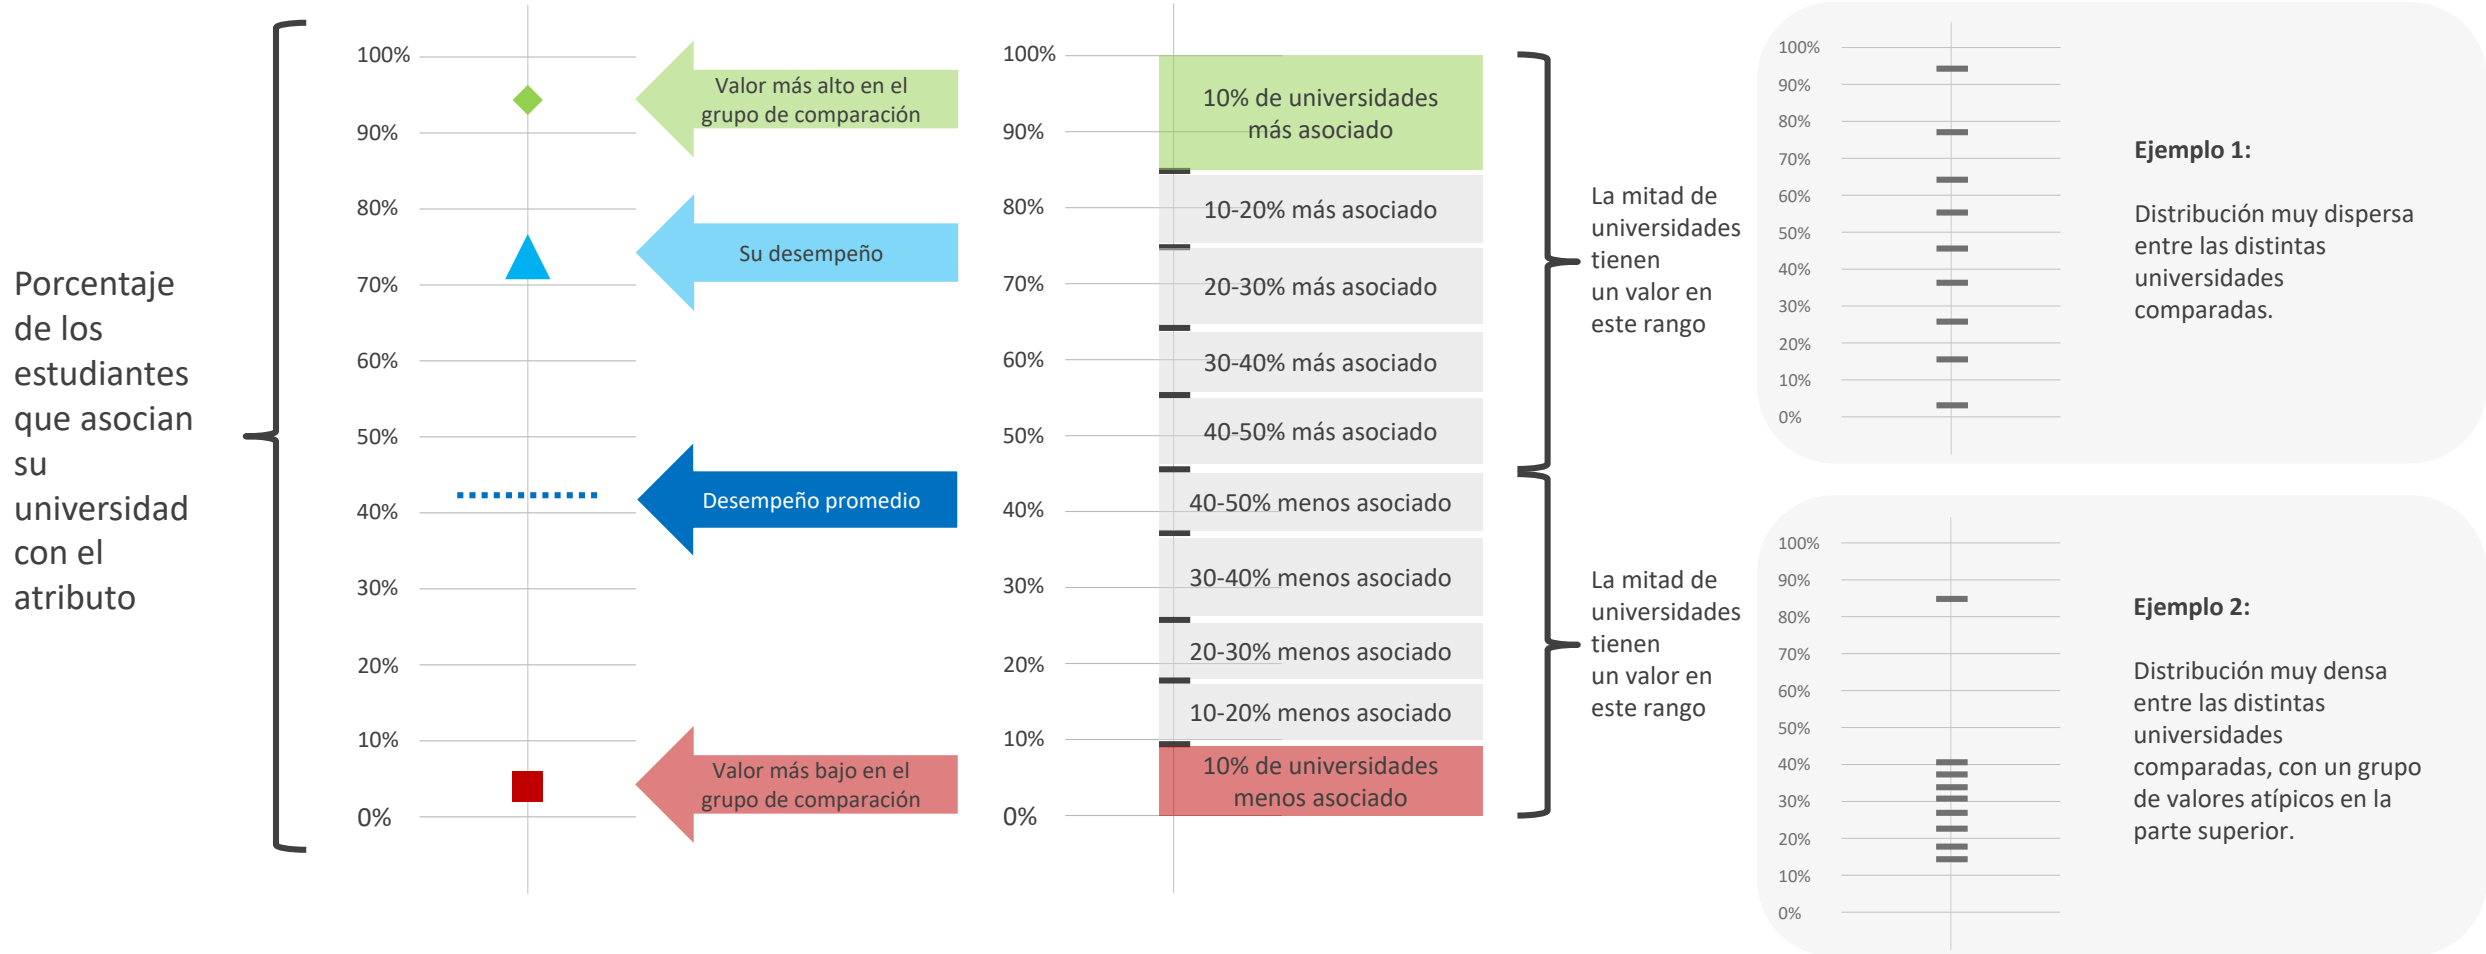 Porcentaje
de los
estudiantes
que asocian
su
universidad
con el
atributo
100%
90%
80%
70%
60%
50%
40%
30%
20%
10%
0%
Valor más alto en el
grupo de comparación
Su desempeño
Desempeño promedio
Valor más bajo en el
grupo de comparación
100%
90%
80%
70%
60%
50%
40%
30%
20%
10%
0%
10% de universidades
más asociado
10-20% más asociado
20-30% más asociado
30-40% más asociado
40-50% más asociado
40-50% menos asociado
30-40% menos asociado
20-30% menos asociado
10-20% menos asociado
10% de universidades
menos asociado
La mitad de
universidades
tienen
un valor en
este rango
La mitad de
universidades
tienen
un valor en
este rango
100%
90%
80%
70%
60%
50%
40%
30%
20%
10%
0%
Ejemplo 1:
Distribución muy dispersa
entre las distintas
universidades
comparadas.
100%
90%
80%
70%
60%
50%
40%
30%
20%
10%
0%
Ejemplo 2:
Distribución muy densa
entre las distintas
universidades
comparadas, con un grupo
de valores atípicos en la
parte superior.